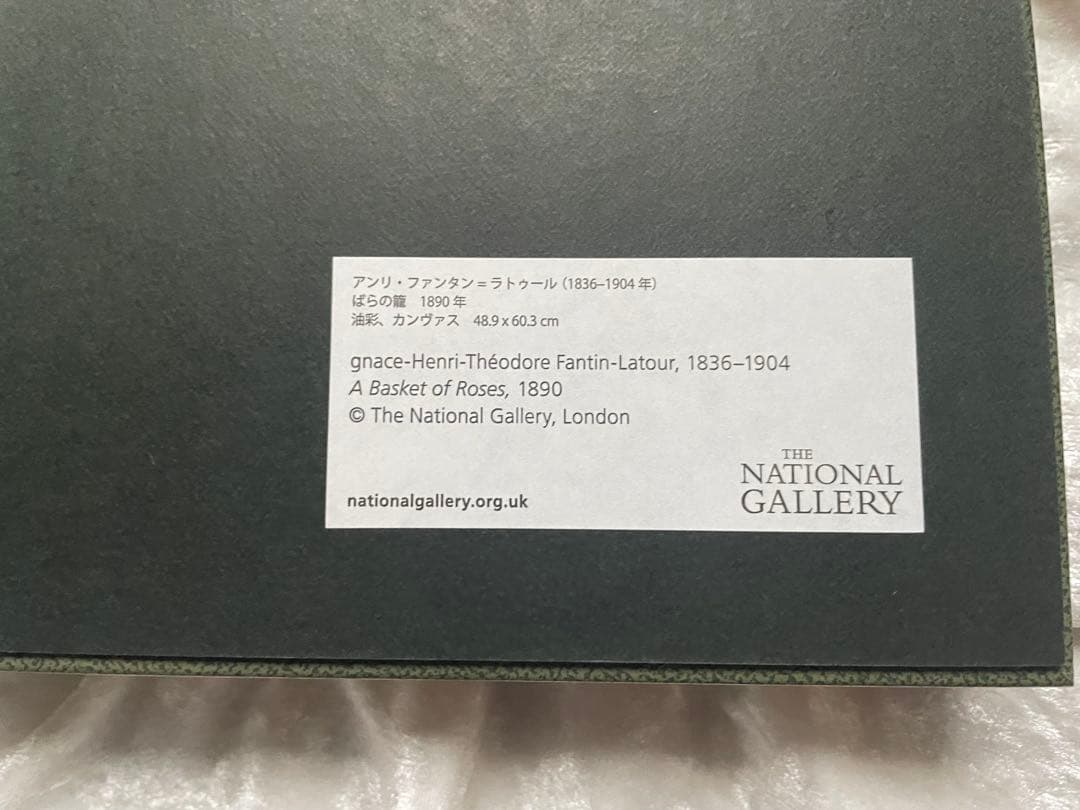 アンリ・ファンタン=ラトゥール（1836–1904 年）
ばらの籠　1890 年
油彩、カンヴァス　48.9 x 60.3 cm
gnace-Henri-Théodore Fantin-Latour, 1836–1904
A Basket of Roses, 1890
© The National Gallery, London
nationalgallery.org.uk
THE
NATIONAL
GALLERY